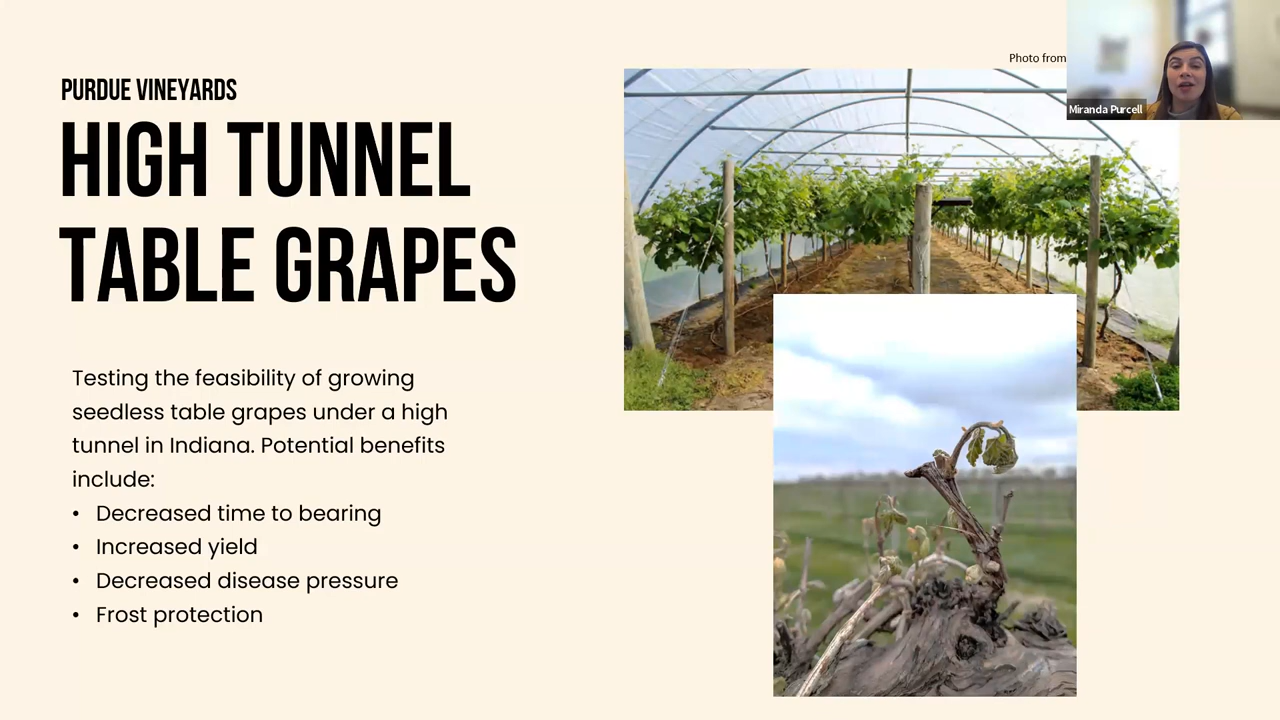 PURDUE VINEYARDS
HIGH TUNNEL
TABLE GRAPES
Testing the feasibility of growing
seedless table grapes under a high
tunnel in Indiana. Potential benefits
include:
• Decreased time to bearing
• Increased yield
• Decreased disease pressure
• Frost protection
Photo from
Miranda Purcell